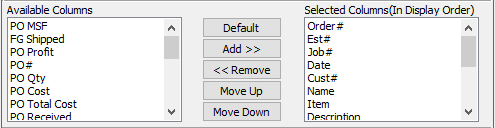 Available Columns
PO MSF
FG Shipped
PO Profit
PO#
PO Qty
PO Cost
PO Total Cost
PO Received
Default
Add >>
<< Remove
Move Up
Move Down
Selected Columns(In Display Order)
Order#
Est#
Job#
Date
Cust#
Name
Item
Description